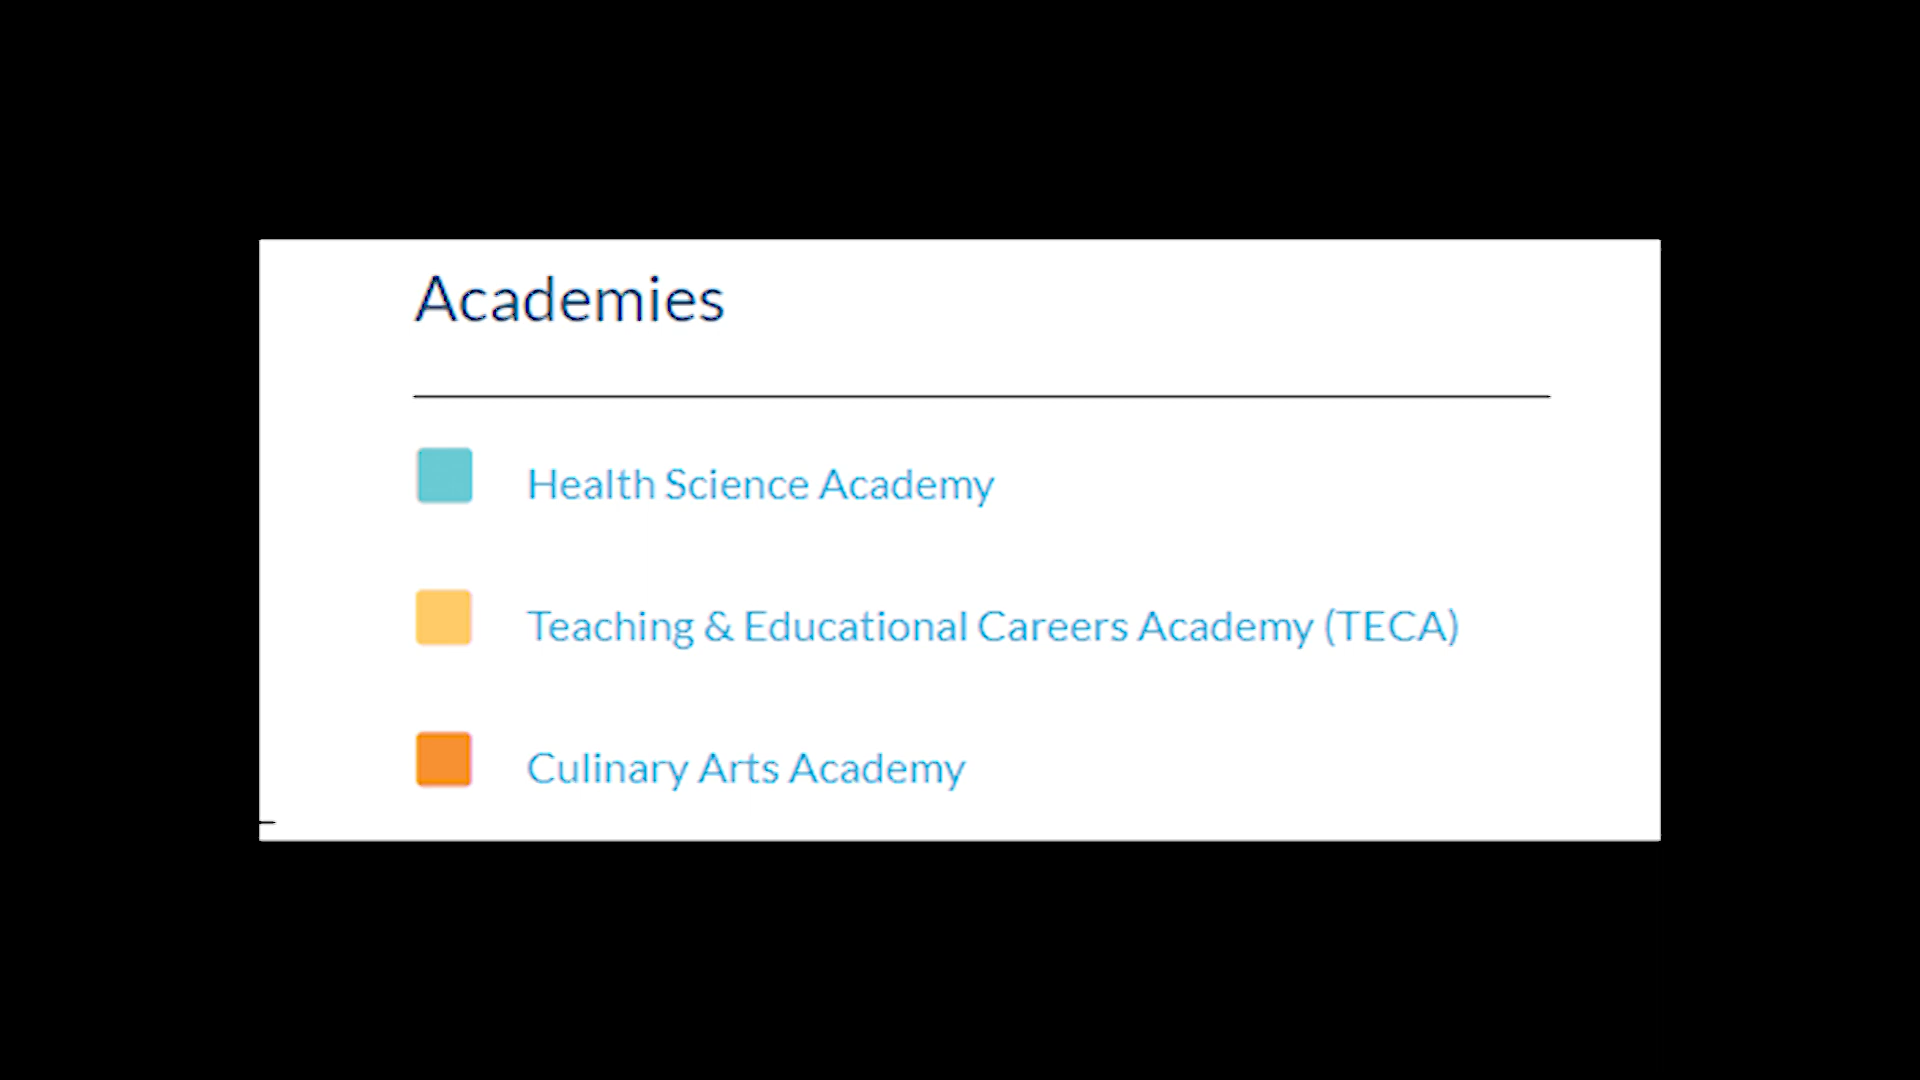 Academies
Health Science Academy
Teaching & Educational Careers Academy (TECA)
Culinary Arts Academy